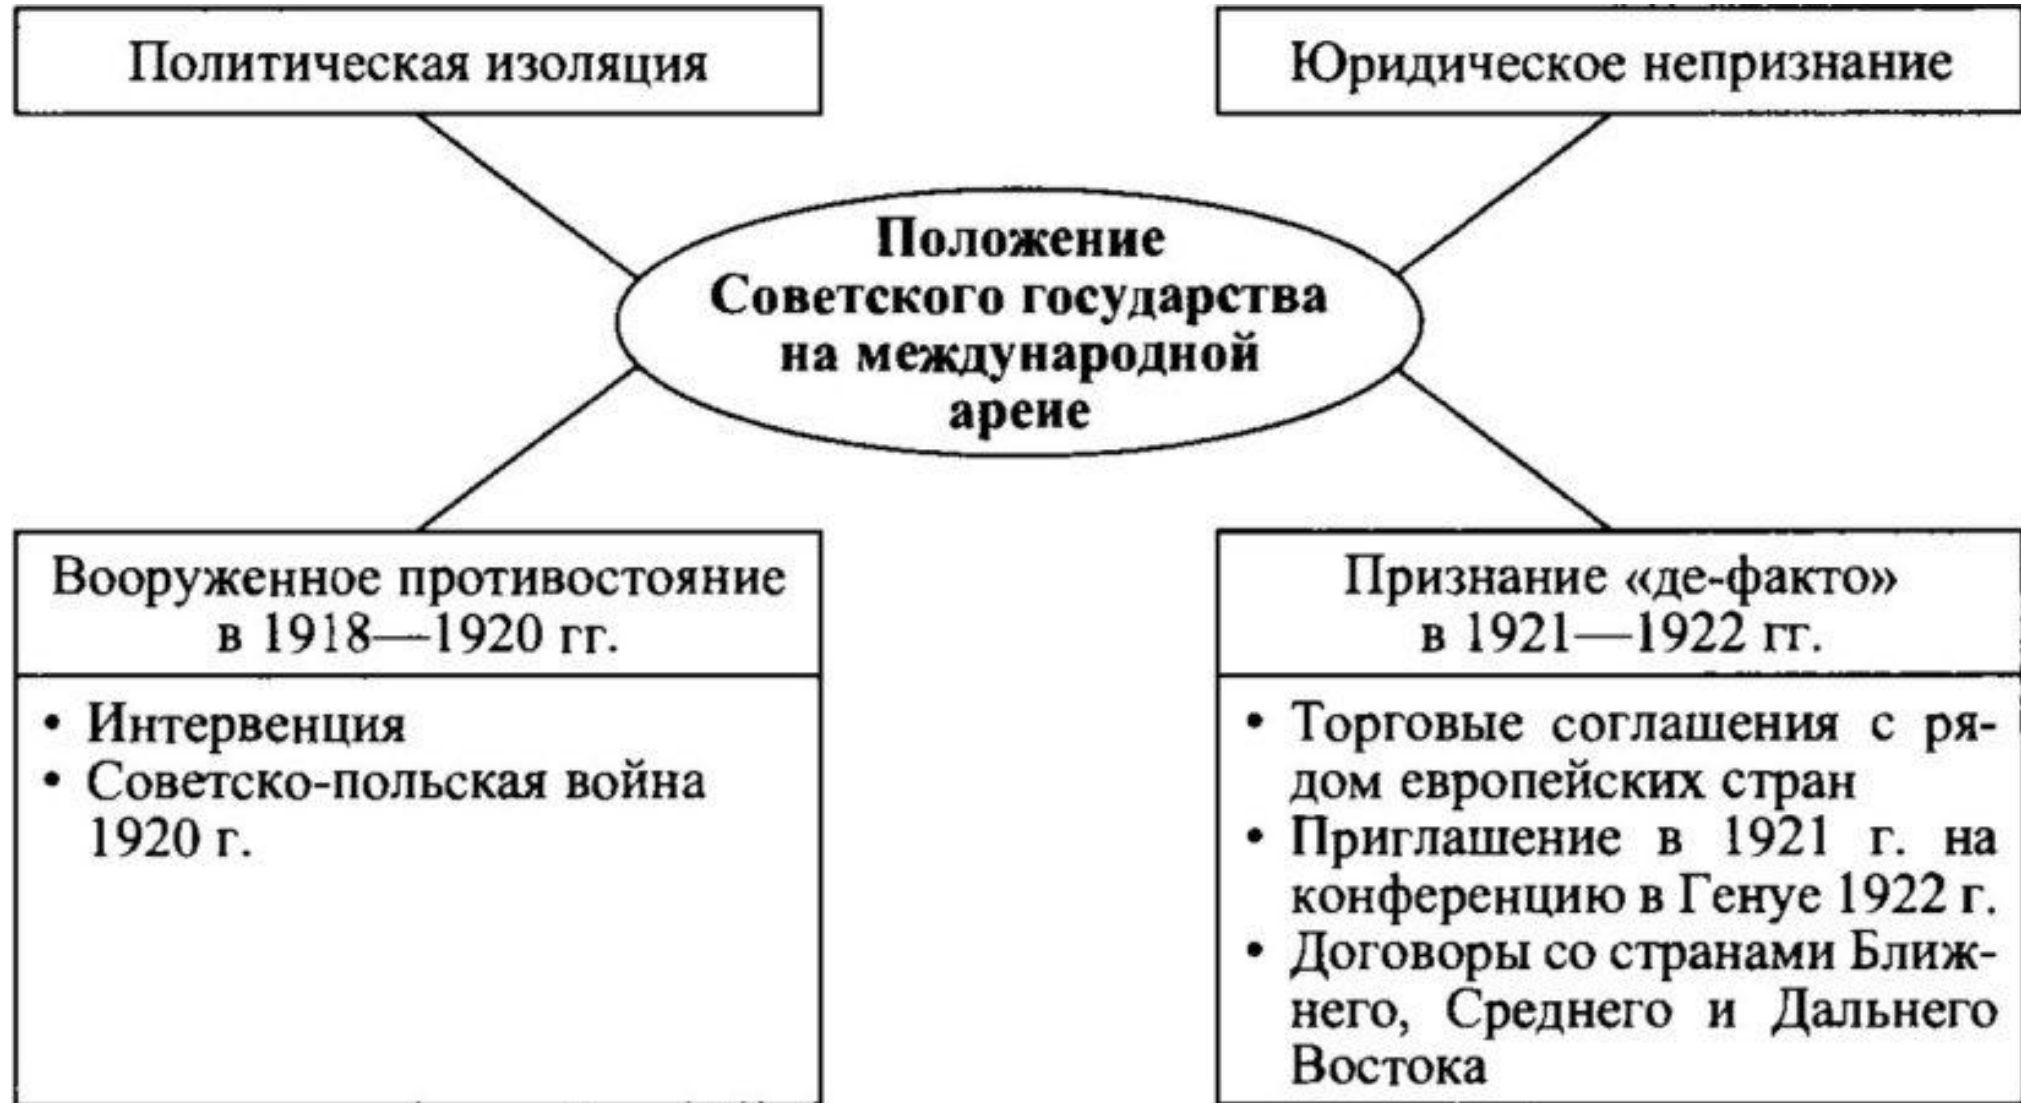 Политическая изоляция
Юридическое непризнание
Положение
Советского государства
на международной
арене
Вооруженное противостояние
в 1918—1920 гг.
• Интервенция
• Советско-польская война
1920 г.
Признание «де-факто»
в 1921—1922 гг.
• Торговые соглашения с ря-
дом европейских стран
• Приглашение в 1921 г. на
конференцию в Генуе 1922 г.
• Договоры со странами Ближ-
него, Среднего и Дальнего
Востока